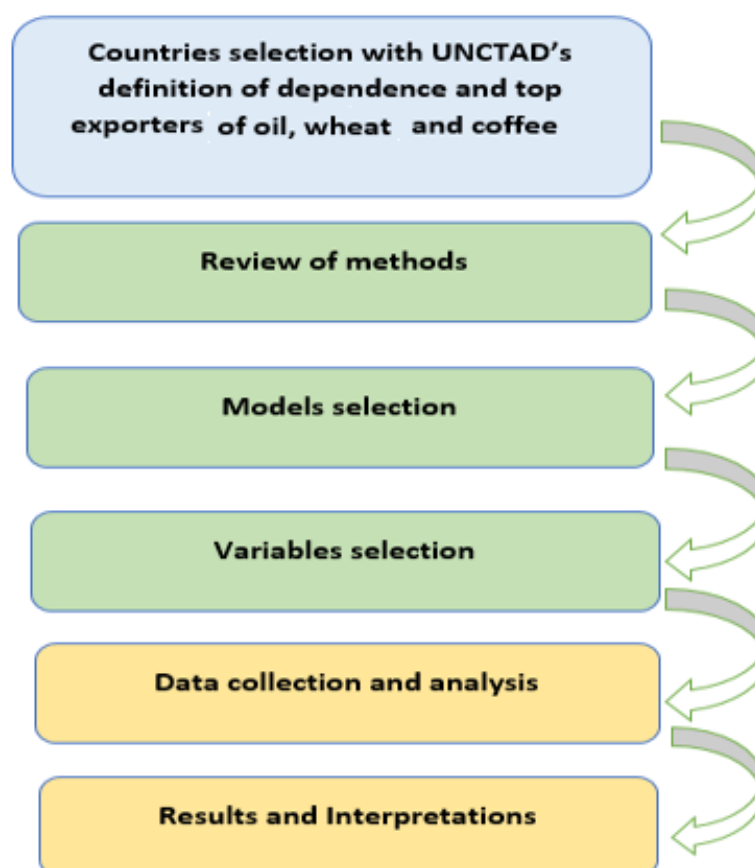 Countries selection with UNCTAD's
definition of dependence and top
exporters of oil, wheat and coffee
Review of methods
Models selection
Variables selection
Data collection and analysis
Results and Interpretations